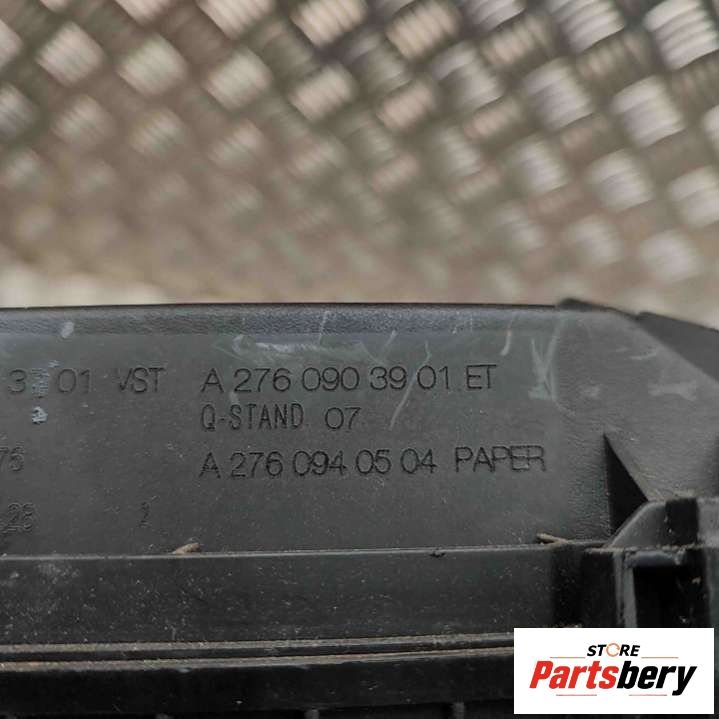 01 VST A 276 090 39 01 ET
Q-STAND 07
A 276 094 05 04 PAPER
STORE
Partsbery